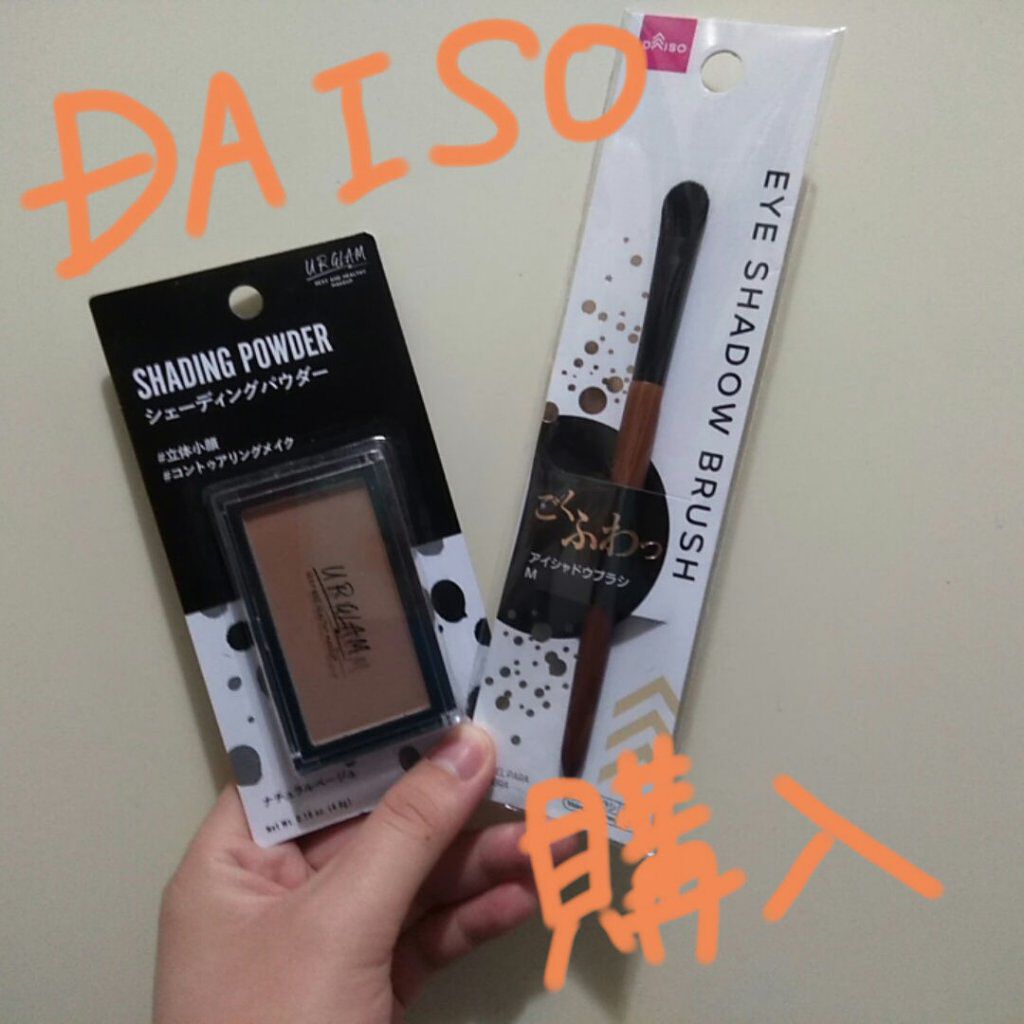 DAISO
DAISO
EYE SHADOW BRUSH
URGLAM
SHADING POWDER
シェーディングパウダー
#立体小顔
#コントゥアリングメイク
URGLAM
ごくふわっ
アイシャドウブラシ
M
ナチュラルベージュ
購入